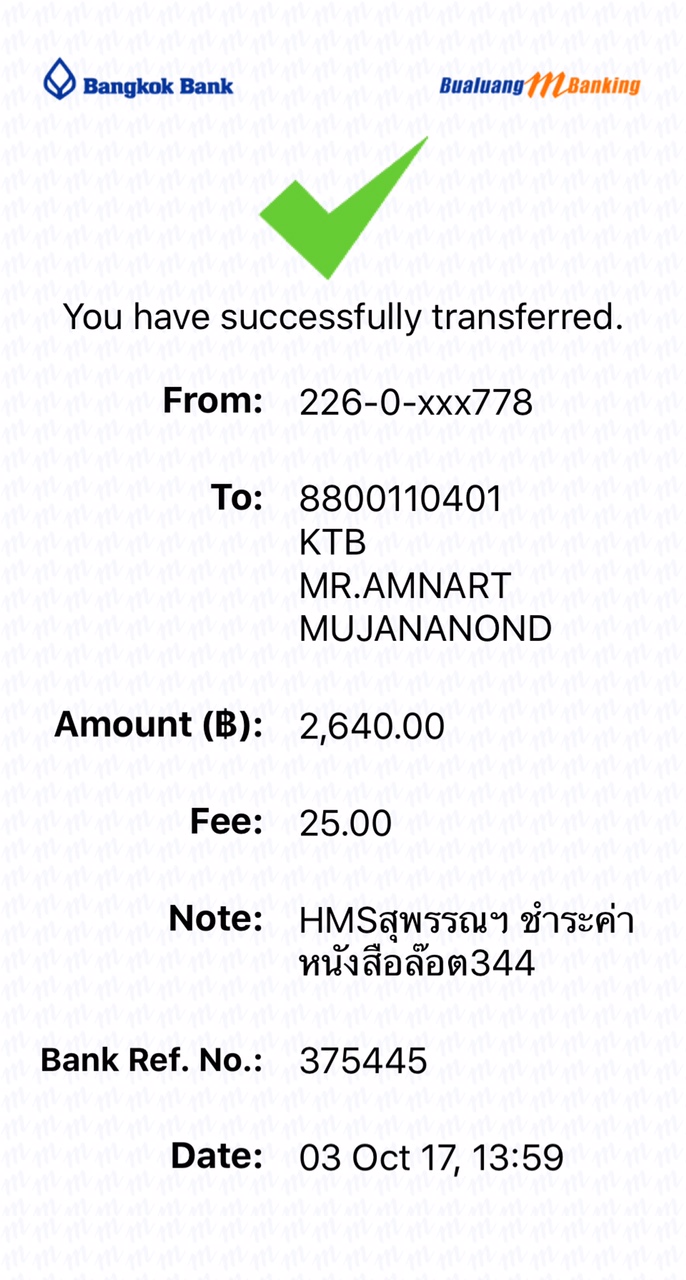 Bangkok Bank Bualuang mBanking
You have successfully transferred.
From: 226-0-xxx778
To: 8800110401
KTB
MR.AMNART
MUJANANOND
Amount (฿): 2,640.00
Fee: 25.00
Note: HMSสุพรรณฯ ชำระค่า
หนังสือล๊อต344
Bank Ref. No.: 375445
Date: 03 Oct 17, 13:59